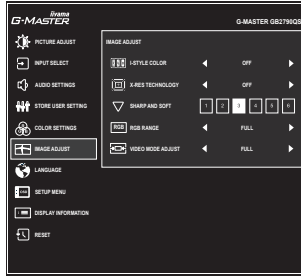 iiyama
G-MASTER
G-MASTER GB2790QS
PICTURE ADJUST
INPUT SELECT
AUDIO SETTINGS
STORE USER SETTING
COLOR SETTINGS
IMAGE ADJUST
LANGUAGE
SETUP MENU
DISPLAY INFORMATION
RESET
IMAGE ADJUST
I-STYLE COLOR OFF
X-RES TECHNOLOGY OFF
SHARP AND SOFT 1 2 3 4 5 6
RGB RGB RANGE FULL
VIDEO MODE ADJUST FULL